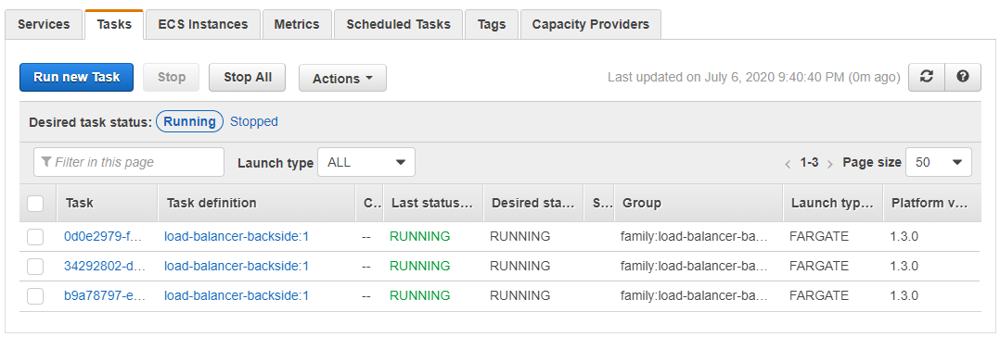 Services Tasks ECS Instances Metrics Scheduled Tasks Tags Capacity Providers
Run new Task Stop Stop All Actions Last updated on July 6, 2020 9:40:40 PM (0m ago)
Desired task status: Running Stopped
Filter in this page Launch type ALL 1-3 Page size 50
Task Task definition C... Last status... Desired sta... S... Group Launch typ... Platform v...
0d0e2979-f... load-balancer-backside:1 -- RUNNING RUNNING family:load-balancer-ba... FARGATE 1.3.0
34292802-d... load-balancer-backside:1 -- RUNNING RUNNING family:load-balancer-ba... FARGATE 1.3.0
b9a78797-e... load-balancer-backside:1 -- RUNNING RUNNING family:load-balancer-ba... FARGATE 1.3.0